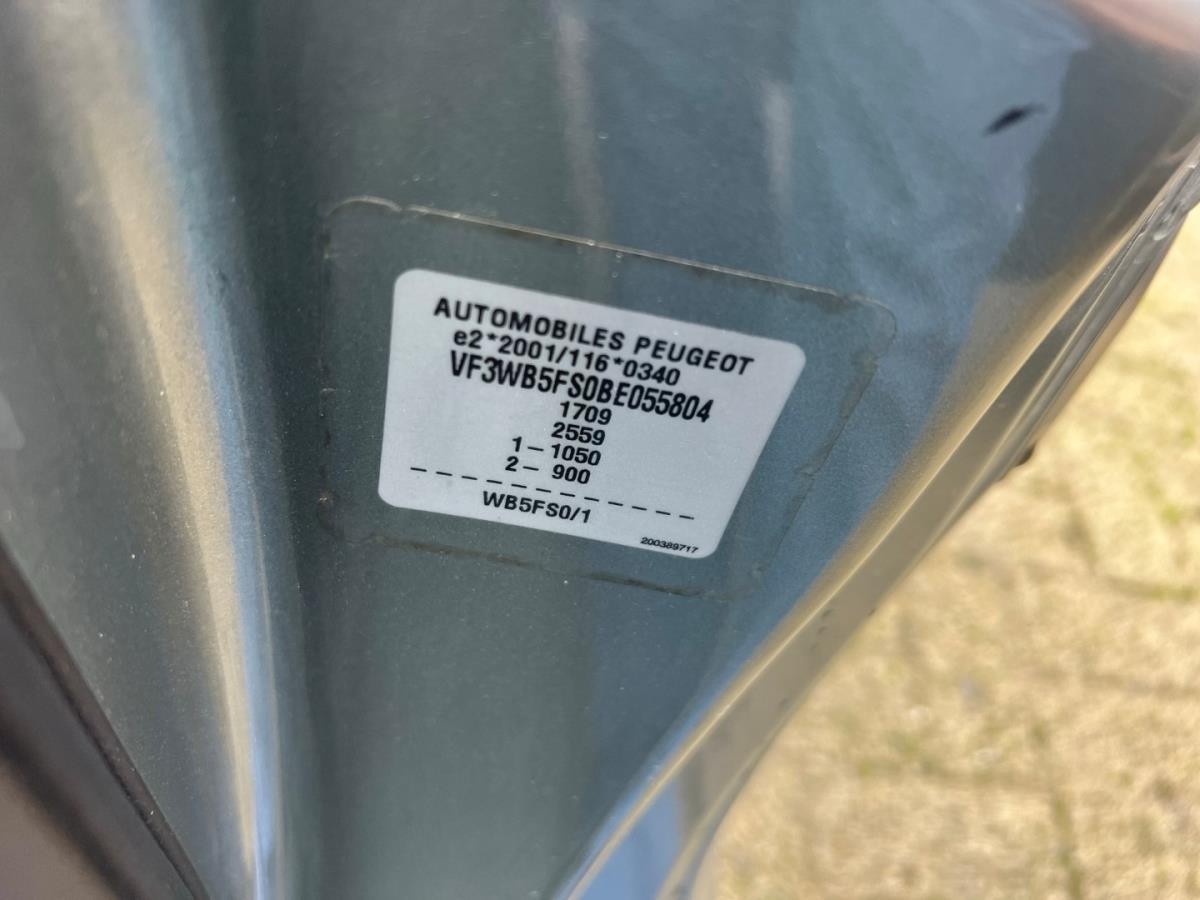 AUTOMOBILES PEUGEOT
e2*2001/116*0340
VF3WB5FS0BE055804
1709
2559
1- 1050
2- 900
WB5FS0/1
200389717